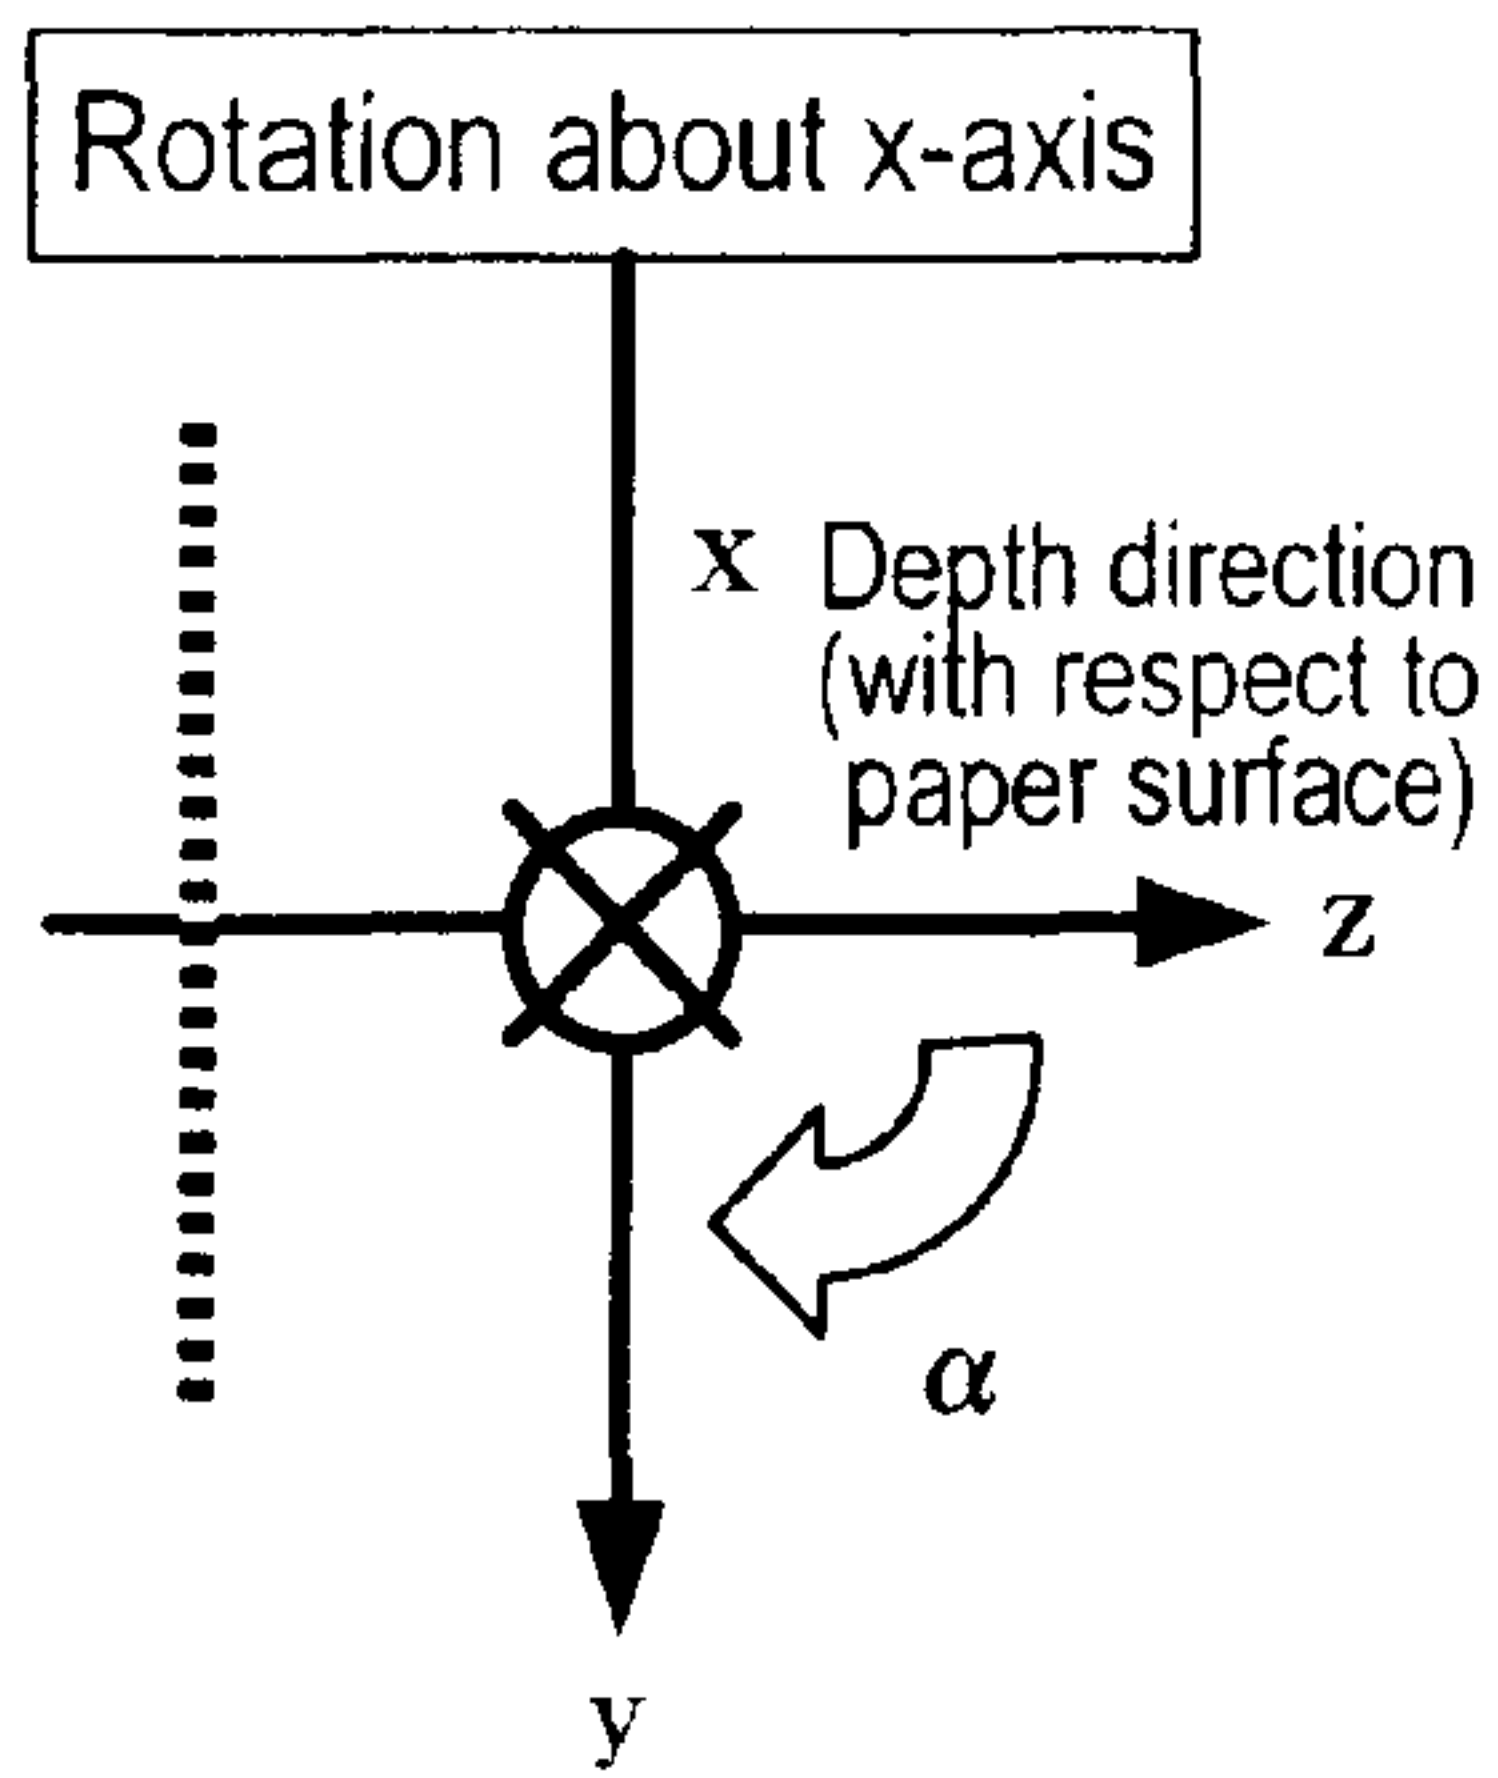 Rotation about x-axis
x Depth direction
(with respect to
paper surface)
z
α
y